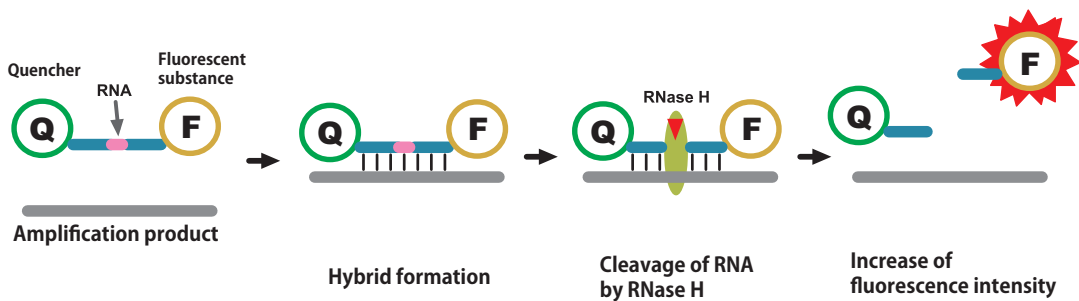 Quencher
Fluorescent
substance
RNA
Q
F
Amplification product
Q
F
Hybrid formation
RNase H
Q
F
Cleavage of RNA
by RNase H
F
Q
Increase of
fluorescence intensity